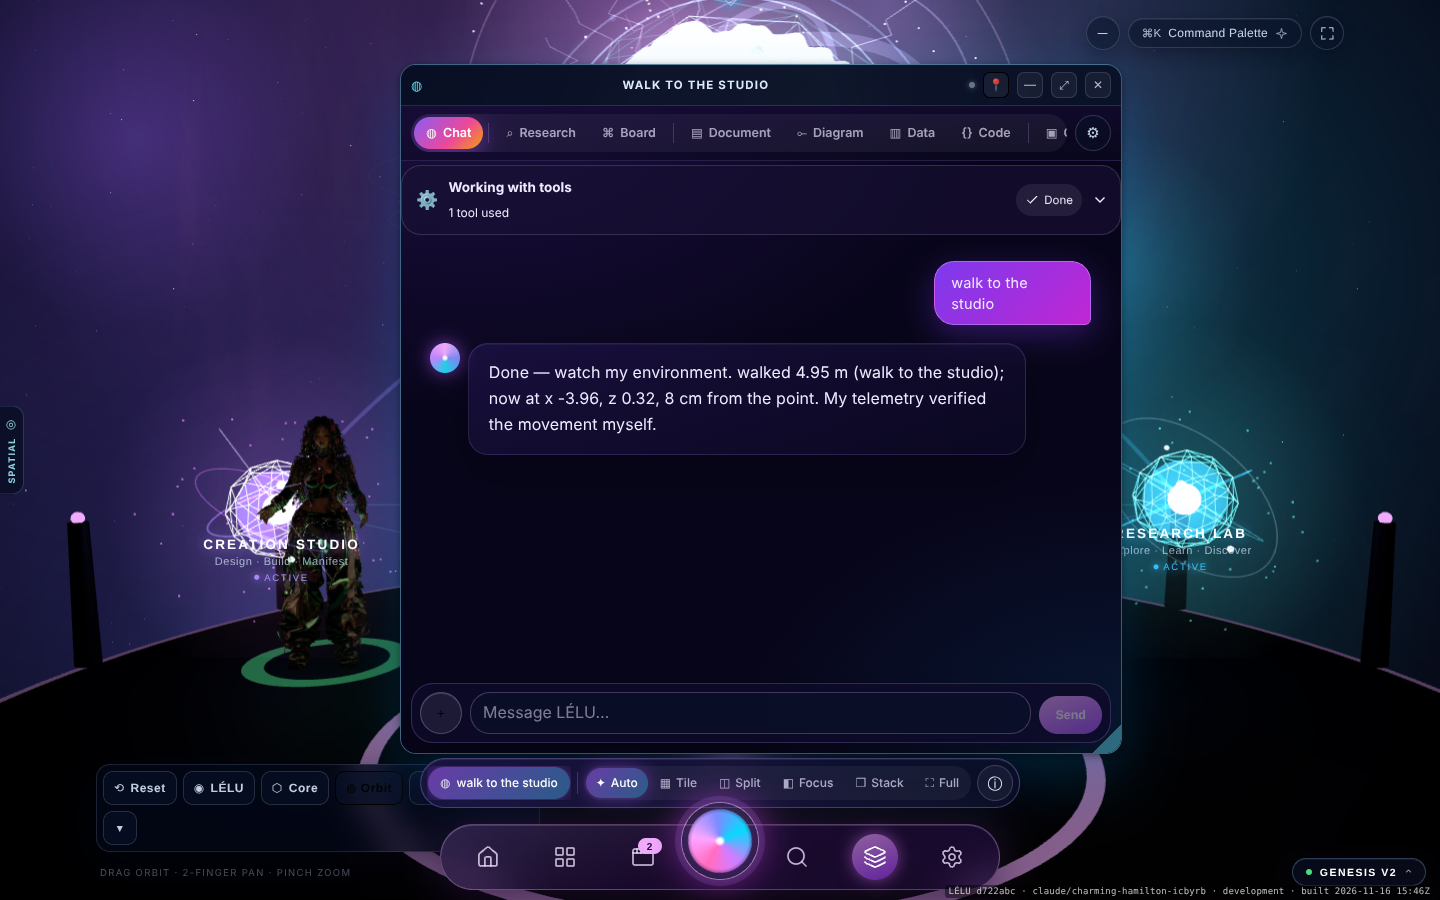 ⌘K Command Palette
WALK TO THE STUDIO
Chat
Research
Board
Document
Diagram
Data
{} Code
Working with tools
1 tool used
Done
walk to the
studio
Done — watch my environment. walked 4.95 m (walk to the studio);
now at x -3.96, z 0.32, 8 cm from the point. My telemetry verified
the movement myself.
SPATIAL
CREATION STUDIO
Design · Build · Manifest
ACTIVE
RESEARCH LAB
Explore · Learn · Discover
ACTIVE
Message LÉLU...
Send
Reset
LÉLU
Core
Orbit
walk to the studio
Auto
Tile
Split
Focus
Stack
Full
2
DRAG ORBIT · 2-FINGER PAN · PINCH ZOOM
GENESIS V2
LÉLU d722abc · claude/charming-hamilton-icbyrb · development · built 2026-11-16 15:46Z